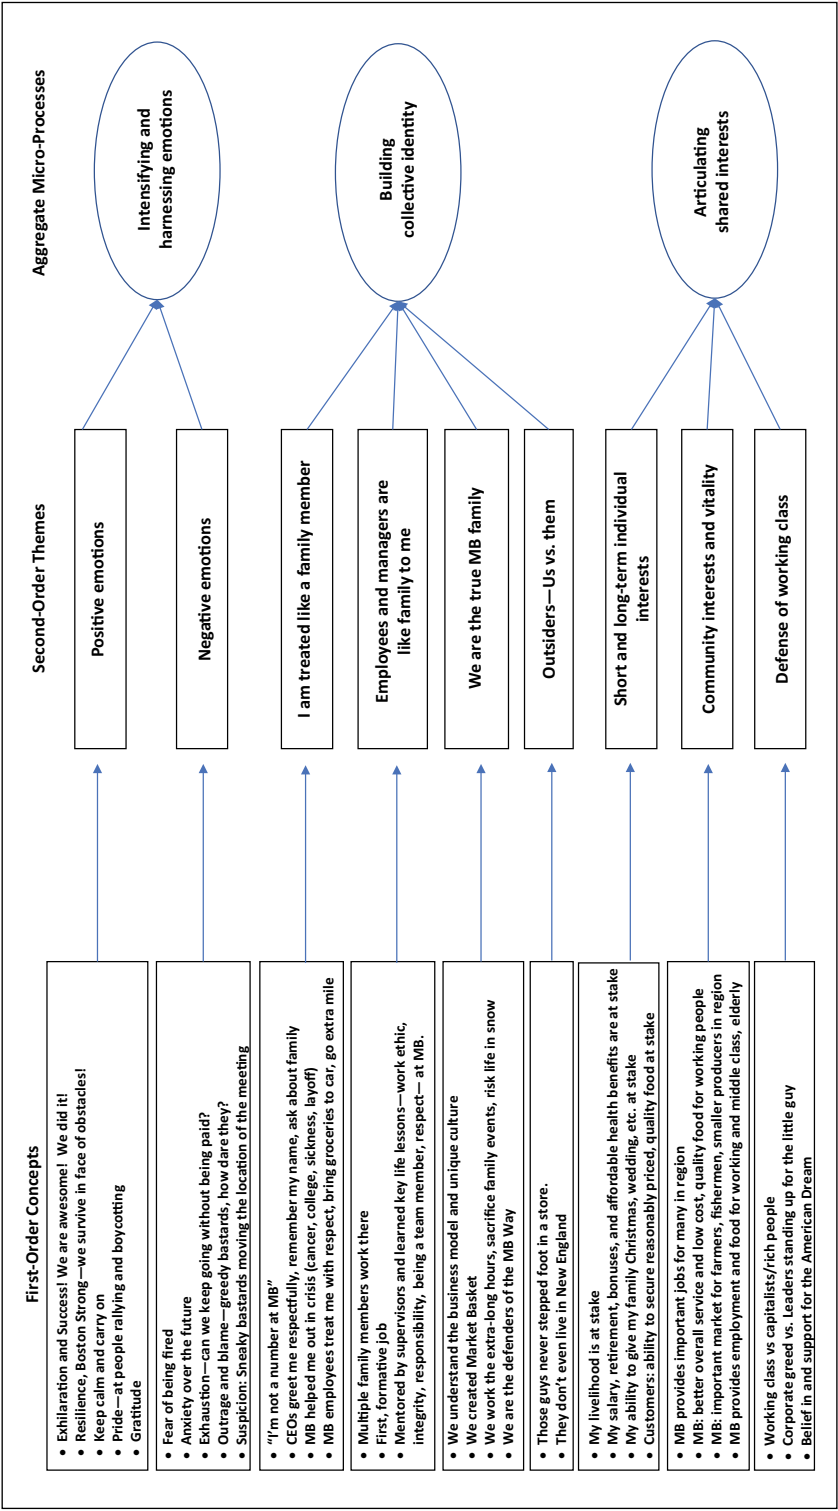 First-Order Concepts
Second-Order Themes
Aggregate Micro-Processes
• Exhilaration and Success! We are awesome! We did it!
• Resilience, Boston Strong—we survive in face of obstacles!
• Keep calm and carry on
• Pride—at people rallying and boycotting
• Gratitude
Positive emotions
• Fear of being fired
• Anxiety over the future
• Exhaustion—can we keep going without being paid?
• Outrage and blame—greedy bastards, how dare they?
• Suspicion: Sneaky bastards moving the location of the meeting
Negative emotions
Intensifying and
harnessing emotions
• “I’m not a number at MB”
• CEOs greet me respectfully, remember my name, ask about family
• MB helped me out in crisis (cancer, college, sickness, layoff)
• MB employees treat me with respect, bring groceries to car, go extra mile
I am treated like a family member
• Multiple family members work there
• First, formative job
• Mentored by supervisors and learned key life lessons—work ethic,
integrity, responsibility, being a team member, respect— at MB.
Employees and managers are
like family to me
• We understand the business model and unique culture
• We created Market Basket
• We work the extra-long hours, sacrifice family events, risk life in snow
• We are the defenders of the MB Way
We are the true MB family
• Those guys never stepped foot in a store.
• They don’t even live in New England
Outsiders—Us vs. them
Building
collective identity
• My livelihood is at stake
• My salary, retirement, bonuses, and affordable health benefits are at stake
• My ability to give my family Christmas, wedding, etc. at stake
• Customers: ability to secure reasonably priced, quality food at stake
Short and long-term individual
interests
• MB provides important jobs for many in region
• MB: better overall service and low cost, quality food for working people
• MB: important market for farmers, fishermen, smaller producers in region
• MB provides employment and food for working and middle class, elderly
Community interests and vitality
• Working class vs capitalists/rich people
• Corporate greed vs. Leaders standing up for the little guy
• Belief in and support for the American Dream
Defense of working class
Articulating
shared interests